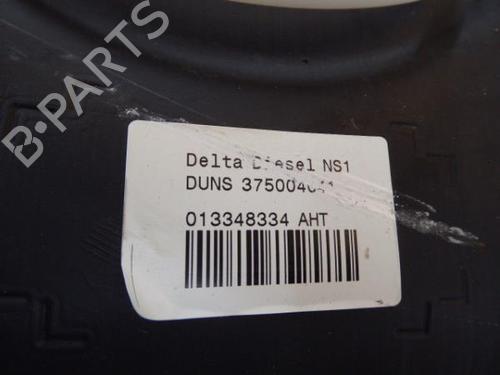 B-PARTS
Delta Diesel NS1
DUNS
013348334 AHT